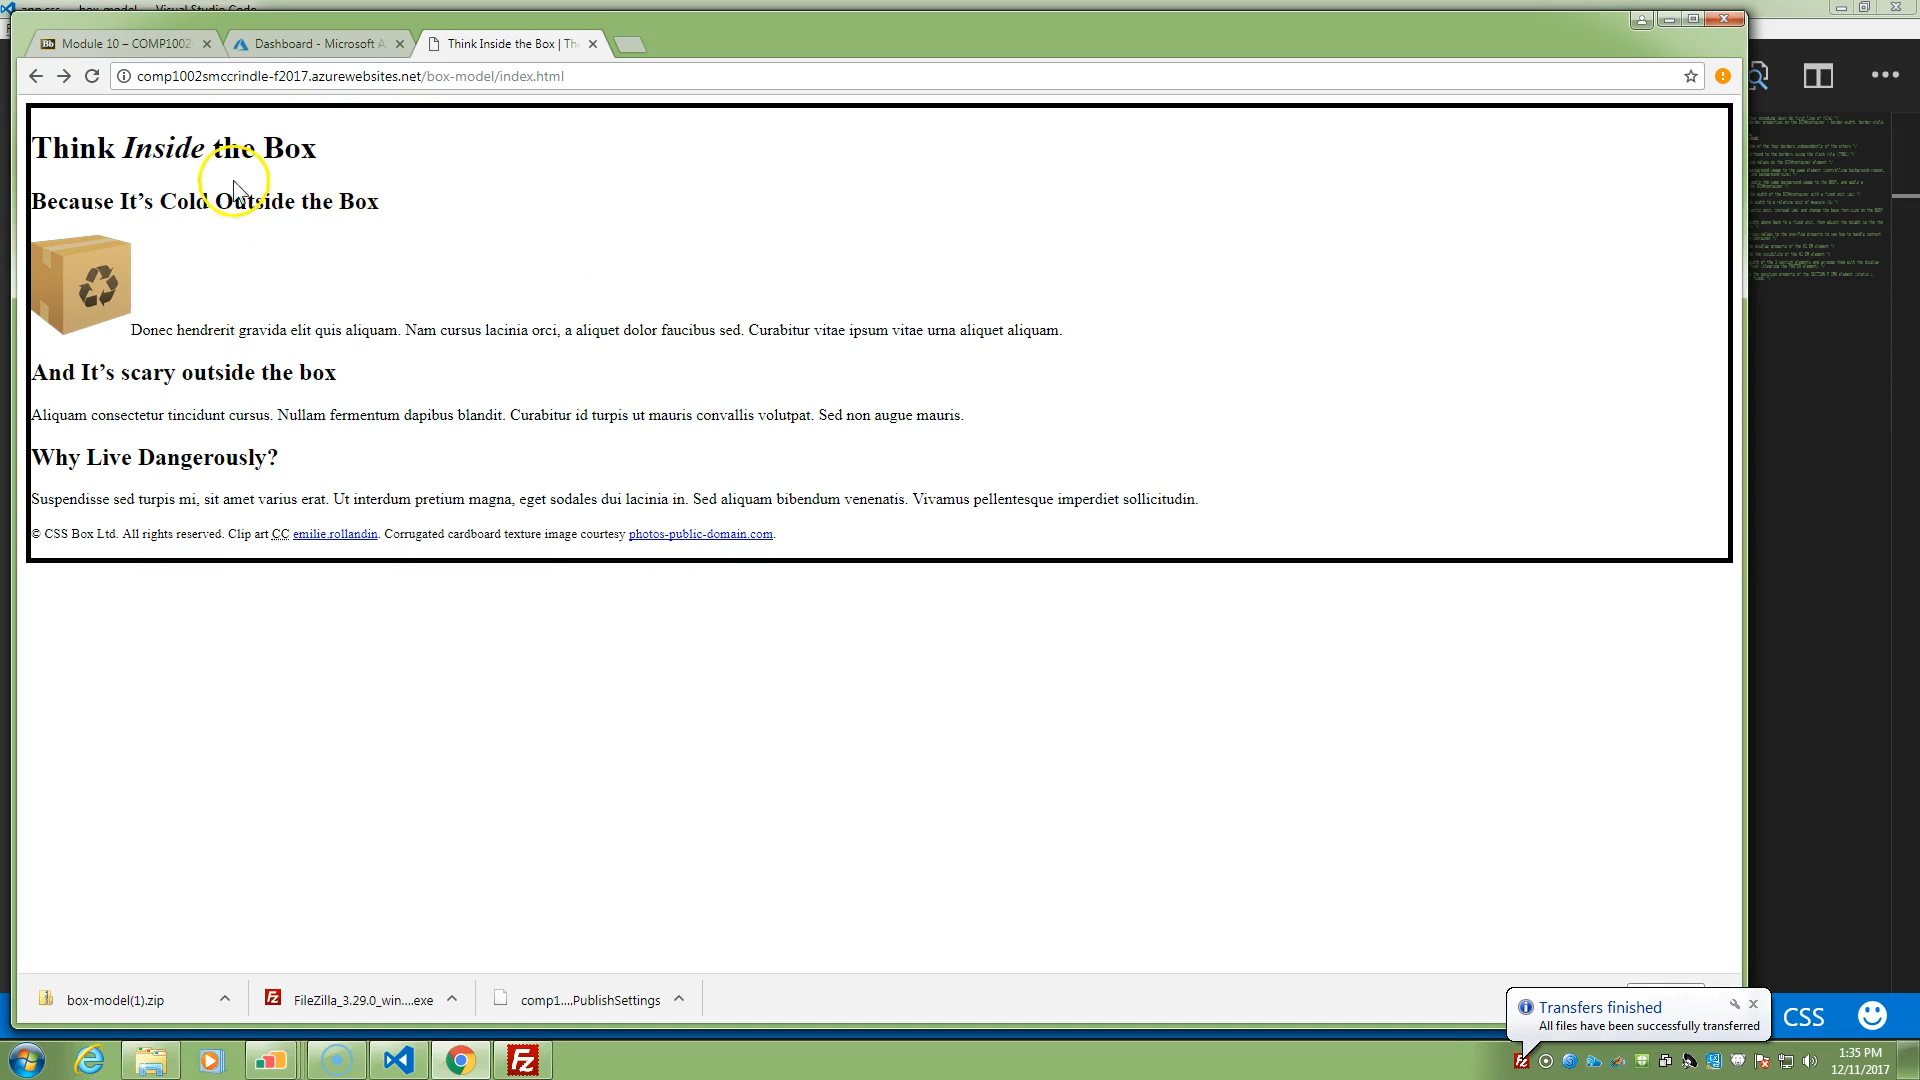 app.css - box-model - Visual Studio Code
Module 10 – COMP1002
Dashboard - Microsoft A
Think Inside the Box | Th
comp1002smccrindle-f2017.azurewebsites.net/box-model/index.html
Think Inside the Box
Because It’s Cold Outside the Box
Donec hendrerit gravida elit quis aliquam. Nam cursus lacinia orci, a aliquet dolor faucibus sed. Curabitur vitae ipsum vitae urna aliquet aliquam.
And It’s scary outside the box
Aliquam consectetur tincidunt cursus. Nullam fermentum dapibus blandit. Curabitur id turpis ut mauris convallis volutpat. Sed non augue mauris.
Why Live Dangerously?
Suspendisse sed turpis mi, sit amet varius erat. Ut interdum pretium magna, eget sodales dui lacinia in. Sed aliquam bibendum venenatis. Vivamus pellentesque imperdiet sollicitudin.
© CSS Box Ltd. All rights reserved. Clip art CC emilie.rollandin. Corrugated cardboard texture image courtesy photos-public-domain.com.
box-model(1).zip
FileZilla_3.29.0_win....exe
comp1....PublishSettings
Transfers finished
All files have been successfully transferred
CSS
1:35 PM
12/11/2017